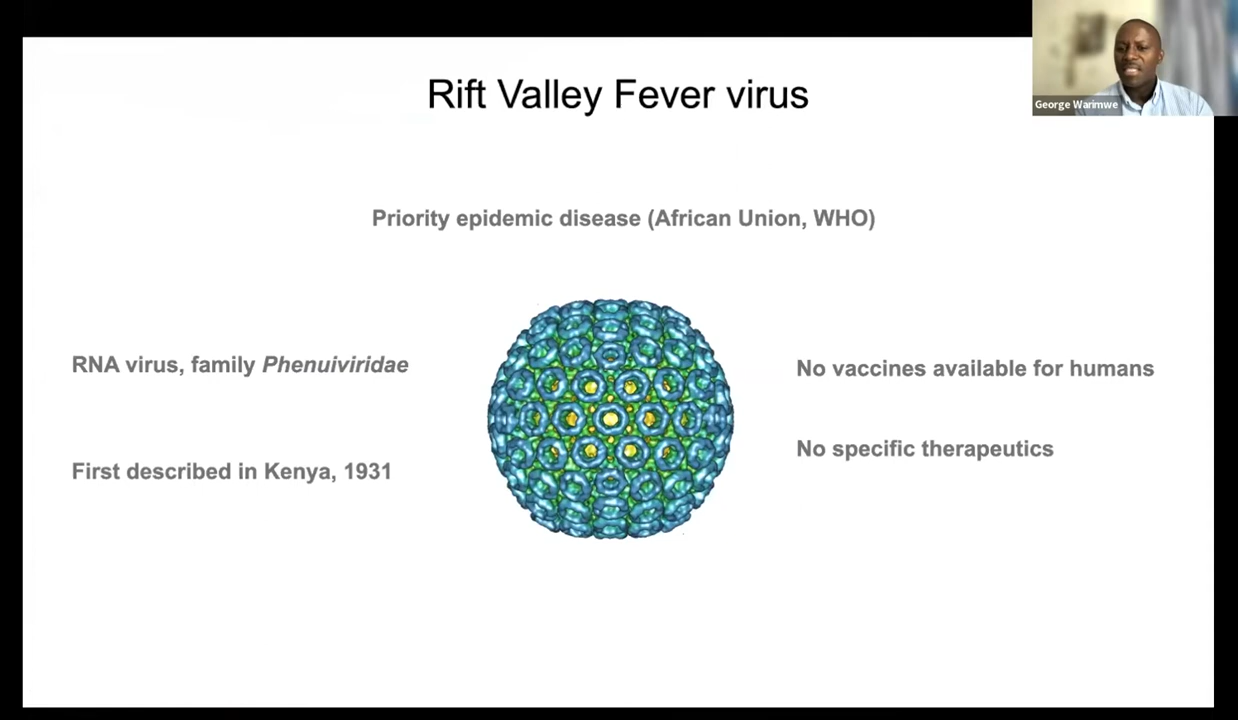 Rift Valley Fever virus
George Warimwe
Priority epidemic disease (African Union, WHO)
RNA virus, family Phenuiviridae
No vaccines available for humans
No specific therapeutics
First described in Kenya, 1931